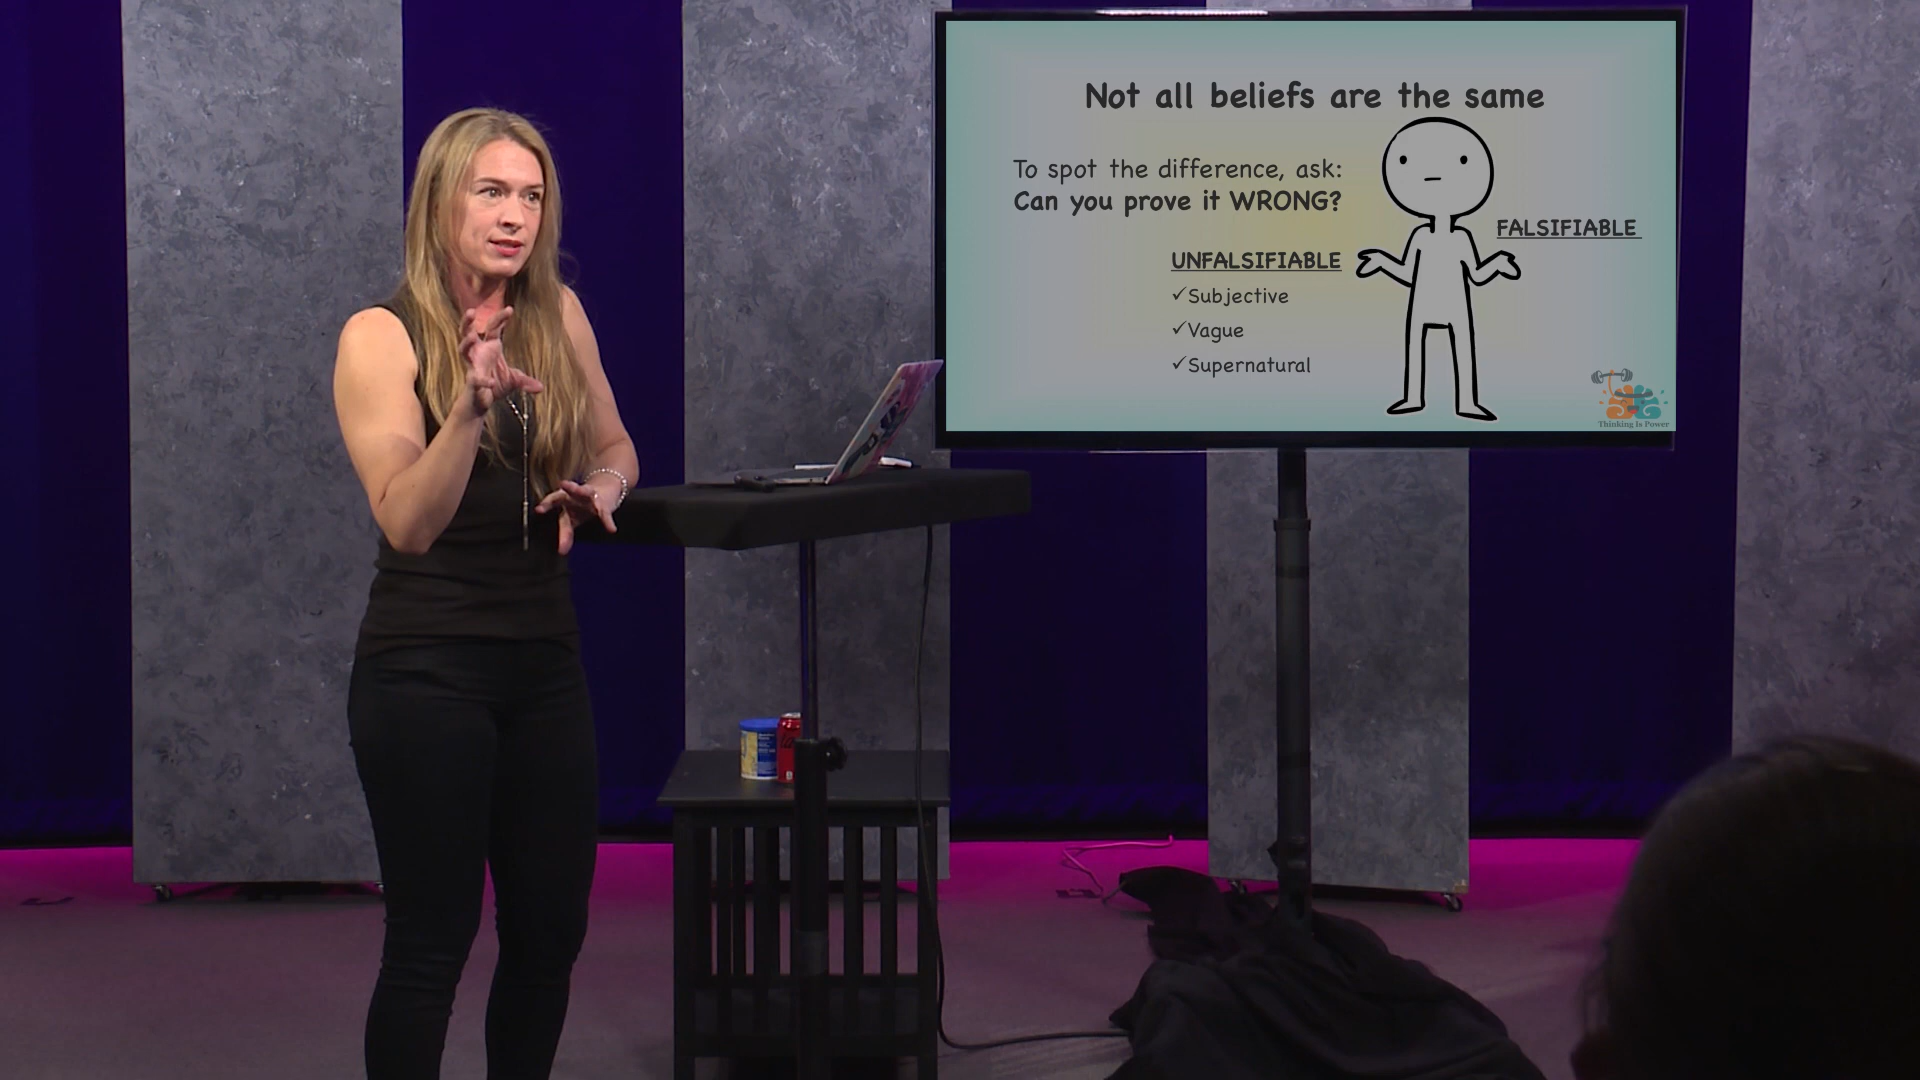 Not all beliefs are the same
To spot the difference, ask:
Can you prove it WRONG?
FALSIFIABLE
UNFALSIFIABLE
✓Subjective
✓Vague
✓Supernatural
Thinking Is Power